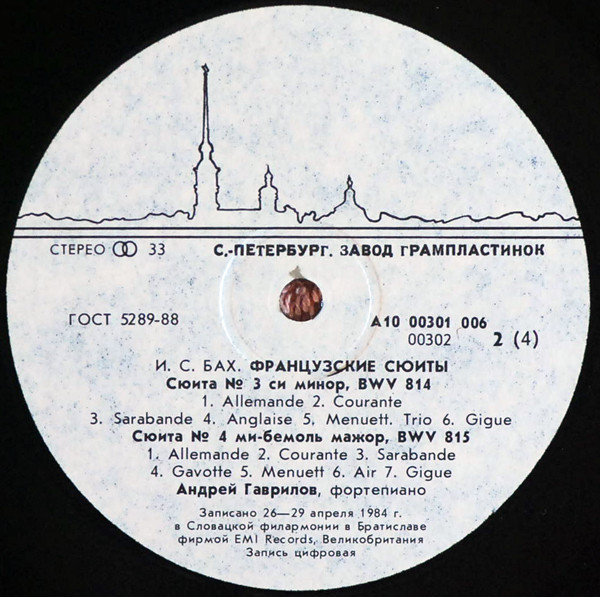 СТЕРЕО 33 С.-ПЕТЕРБУРГ. ЗАВОД ГРАМПЛАСТИНОК
ГОСТ 5289-88
А10 00301 006
00302 2 (4)
И. С. БАХ. ФРАНЦУЗСКИЕ СЮИТЫ
Сюита № 3 си минор, BWV 814
1. Allemande 2. Courante
3. Sarabande 4. Anglaise 5. Menuett. Trio 6. Gigue
Сюита № 4 ми-бемоль мажор, BWV 815
1. Allemande 2. Courante 3. Sarabande
4. Gavotte 5. Menuett 6. Air 7. Gigue
Андрей Гаврилов, фортепиано
Записано 26—29 апреля 1984 г.
в Словацкой филармонии в Братиславе
фирмой EMI Records, Великобритания
Запись цифровая